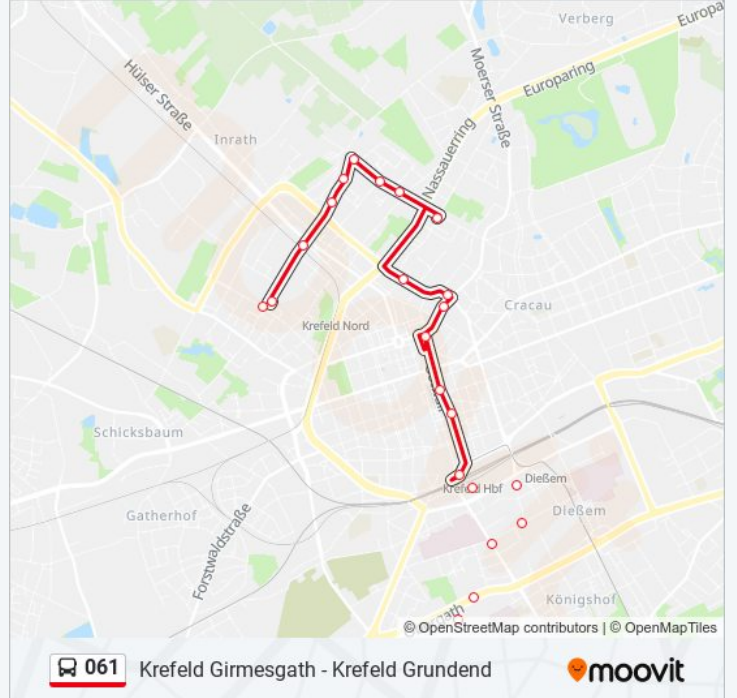 Verberg
Europa
Moerser Straße
Europaring
Hülser Straße
Inrath
Nassauerring
Cracau
Krefeld Nord
Schicksbaum
Dießem
Krefeld Hbf
Gatherhof
Dießem
Forstwaldstraße
Königshof
gath
© OpenStreetMap contributors | © OpenMapTiles
061 Krefeld Girmesgath - Krefeld Grundend
moovit